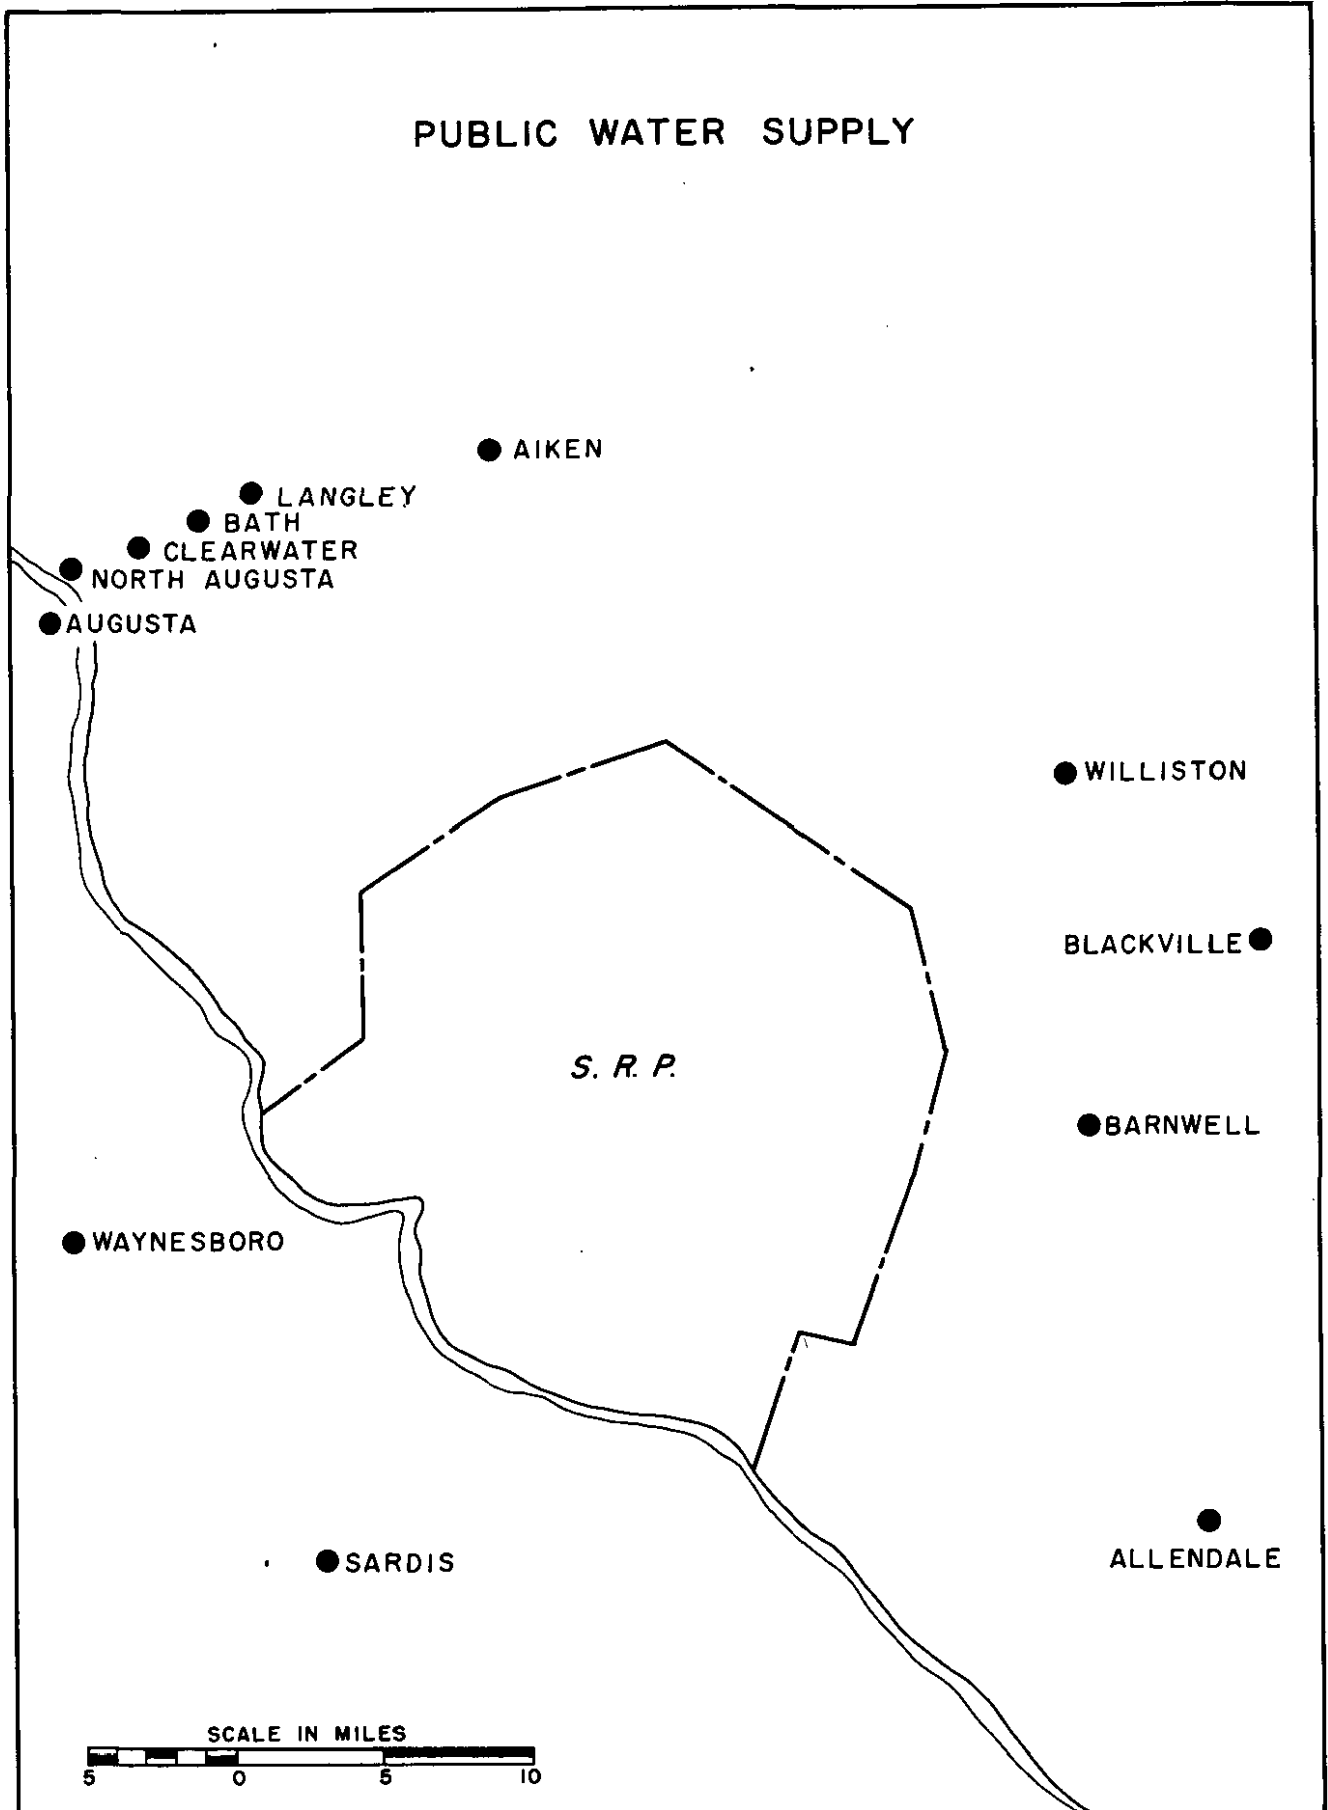 PUBLIC WATER SUPPLY
AIKEN
LANGLEY
BATH
CLEARWATER
NORTH AUGUSTA
AUGUSTA
WILLISTON
BLACKVILLE
S. R. P.
BARNWELL
WAYNESBORO
ALLENDALE
SARDIS
SCALE IN MILES
5 0 5 10